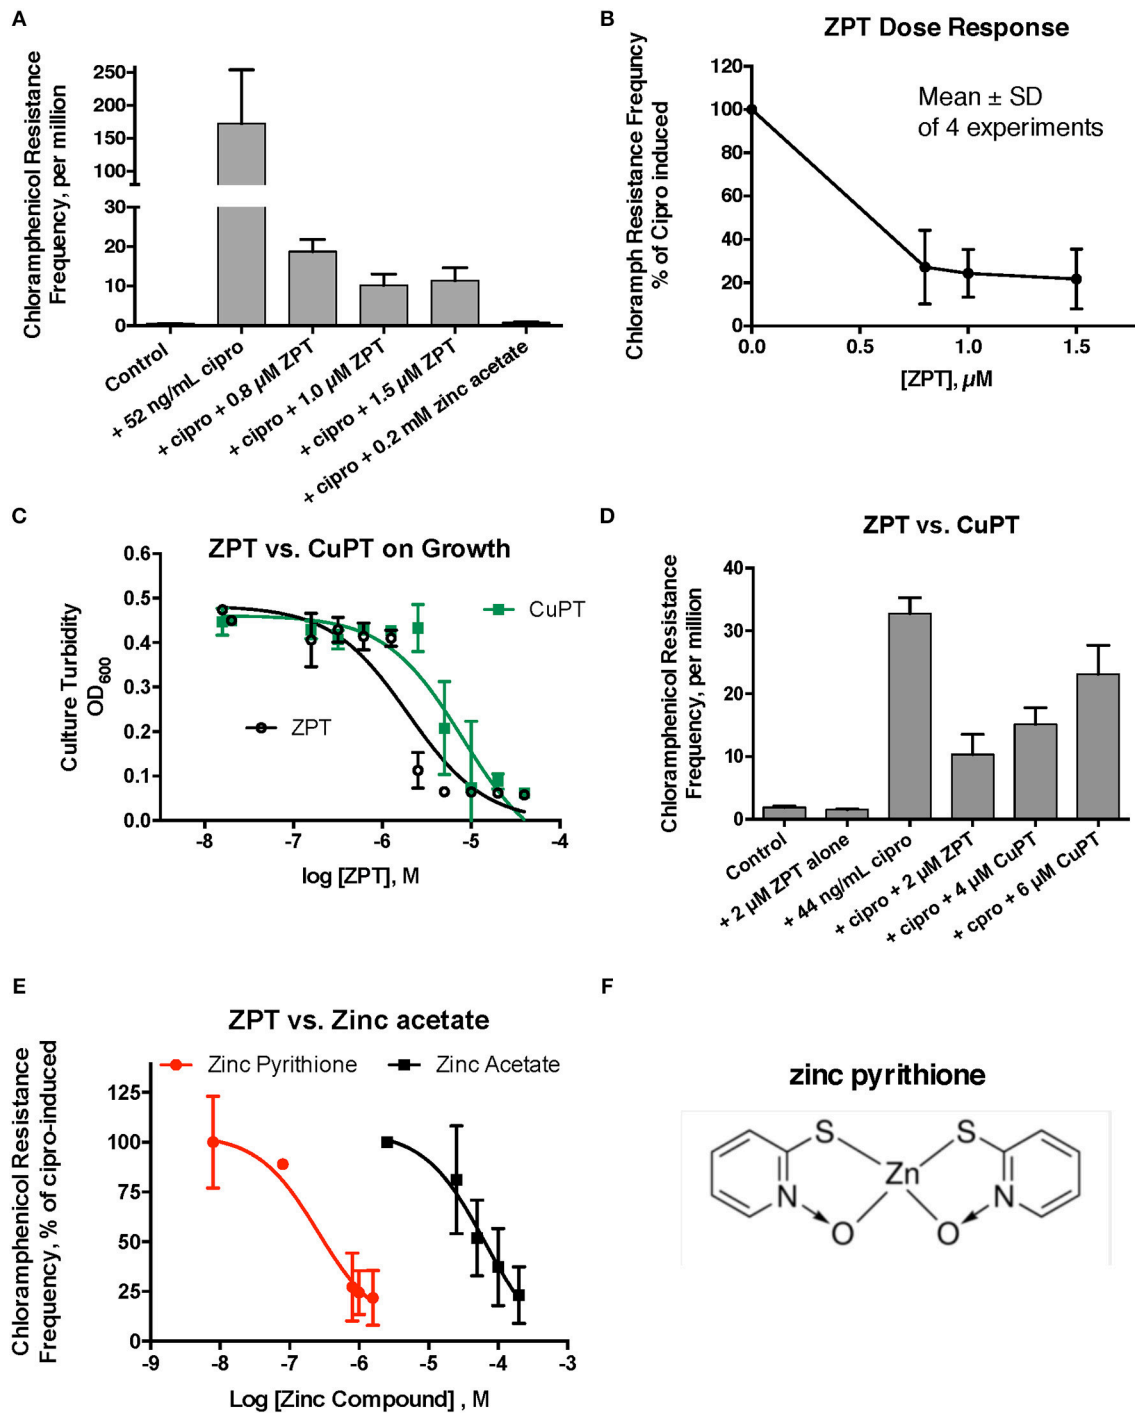 A
Chloramphenicol Resistance
Frequency, per million
250
200
150
100
30
20
10
0
Control
+ 52 ng/mL cipro
+ cipro + 0.8 µM ZPT
+ cipro + 1.0 µM ZPT
+ cipro + 1.5 µM ZPT
+ cipro + 0.2 mM zinc acetate
B
ZPT Dose Response
Chloramph Resistance Frequncy
% of Cipro induced
Mean ± SD
of 4 experiments
120
100
80
60
40
20
0
0.0
0.5
1.0
1.5
[ZPT], µM
C
ZPT vs. CuPT on Growth
Culture Turbidity
OD600
0.6
0.5
0.4
0.3
0.2
0.1
0.0
CuPT
ZPT
-8
-7
-6
-5
-4
log [ZPT], M
D
ZPT vs. CuPT
Chloramphenicol Resistance
Frequency, per million
40
30
20
10
0
Control
+ 2 µM ZPT alone
+ 44 ng/mL cipro
+ cipro + 2 µM ZPT
+ cipro + 4 µM CuPT
+ cpro + 6 µM CuPT
E
ZPT vs. Zinc acetate
Zinc Pyrithione
Zinc Acetate
Chloramphenicol Resistance
Frequency, % of cipro-induced
125
100
75
50
25
0
-9
-8
-7
-6
-5
-4
-3
Log [Zinc Compound] , M
F
zinc pyrithione
S
S
Zn
N
N
O
O